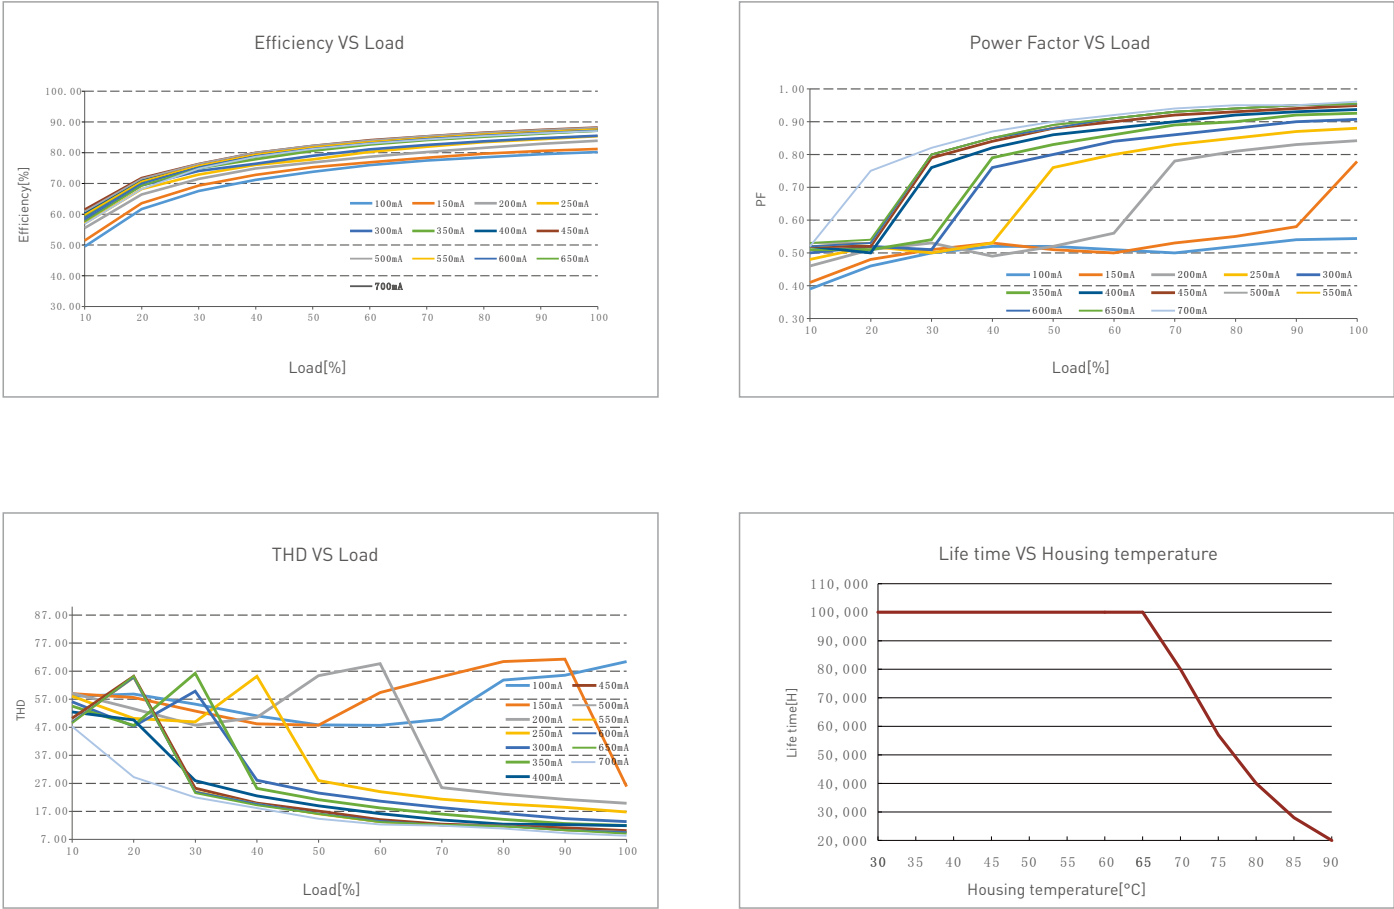 Efficiency VS Load
100.00
90.00
80.00
70.00
60.00
50.00
40.00
30.00
Efficiency[%]
100mA 150mA 200mA 250mA
300mA 350mA 400mA 450mA
500mA 550mA 600mA 650mA
700mA
10 20 30 40 50 60 70 80 90 100
Load[%]
Power Factor VS Load
1.00
0.90
0.80
0.70
0.60
0.50
0.40
0.30
PF
100mA 150mA 200mA 250mA 300mA
350mA 400mA 450mA 500mA 550mA
600mA 650mA 700mA
10 20 30 40 50 60 70 80 90 100
Load[%]
THD VS Load
87.00
77.00
67.00
57.00
47.00
37.00
27.00
17.00
7.00
THD
100mA 450mA
150mA 500mA
200mA 550mA
250mA 600mA
300mA 650mA
350mA 700mA
400mA
10 20 30 40 50 60 70 80 90 100
Load[%]
Life time VS Housing temperature
110,000
100,000
90,000
80,000
70,000
60,000
50,000
40,000
30,000
20,000
Life time[H]
30 35 40 45 50 55 60 65 70 75 80 85 90
Housing temperature[°C]